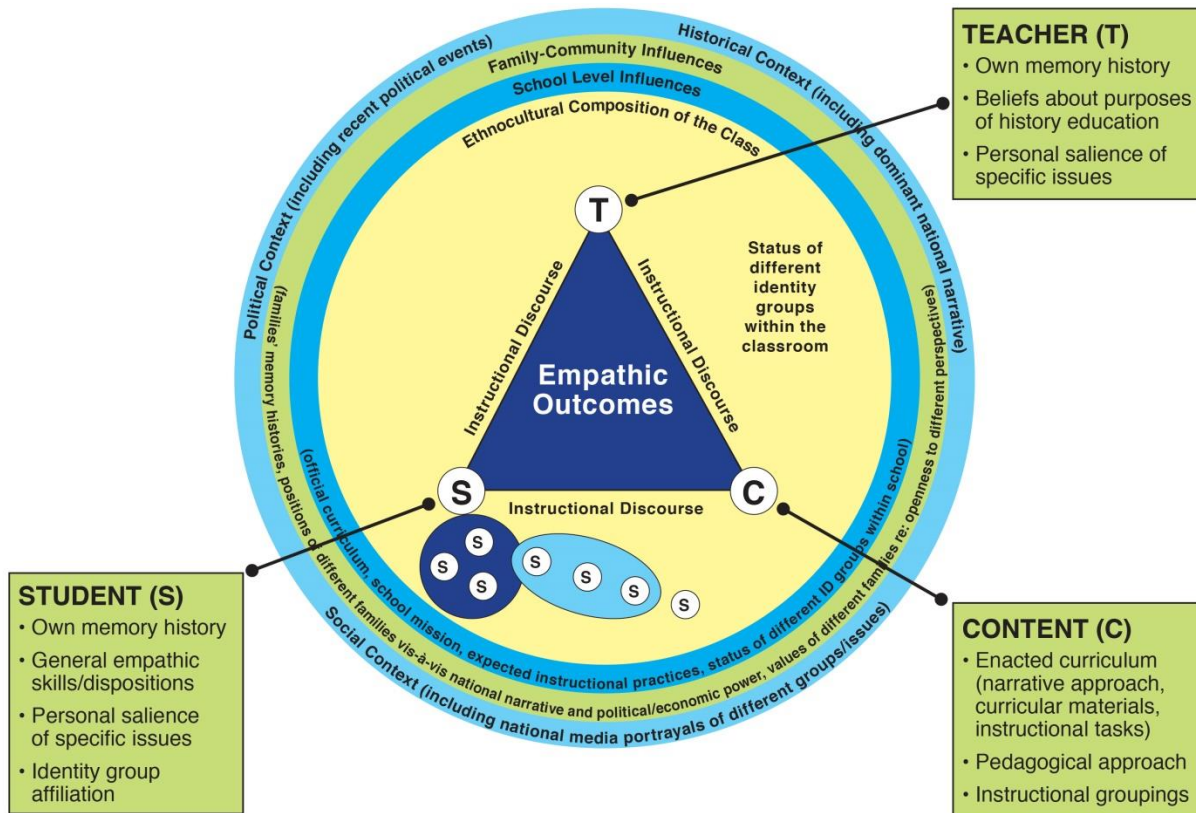 Political Context (including recent political events)
Historical Context (including dominant national narrative)
Social Context (including national media portrayals of different groups/issues)
Family-Community Influences
(families’ memory histories, positions of different families vis-à-vis national narrative and political/economic power, values of different families re: openness to different perspectives)
School Level Influences
(official curriculum, school mission, expected instructional practices, status of different ID groups within school)
Ethnocultural Composition of the Class
T
Instructional Discourse
Instructional Discourse
Status of
different
identity
groups
within the
classroom
Empathic
Outcomes
S
C
Instructional Discourse
S
S
S
S
S
S
S
TEACHER (T)
• Own memory history
• Beliefs about purposes
of history education
• Personal salience of
specific issues
STUDENT (S)
• Own memory history
• General empathic
skills/dispositions
• Personal salience
of specific issues
• Identity group
affiliation
CONTENT (C)
• Enacted curriculum
(narrative approach,
curricular materials,
instructional tasks)
• Pedagogical approach
• Instructional groupings